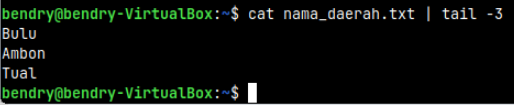 bendry@bendry-VirtualBox:~$ cat nama_daerah.txt | tail -3
Bulu
Ambon
Tual
bendry@bendry-VirtualBox:~$